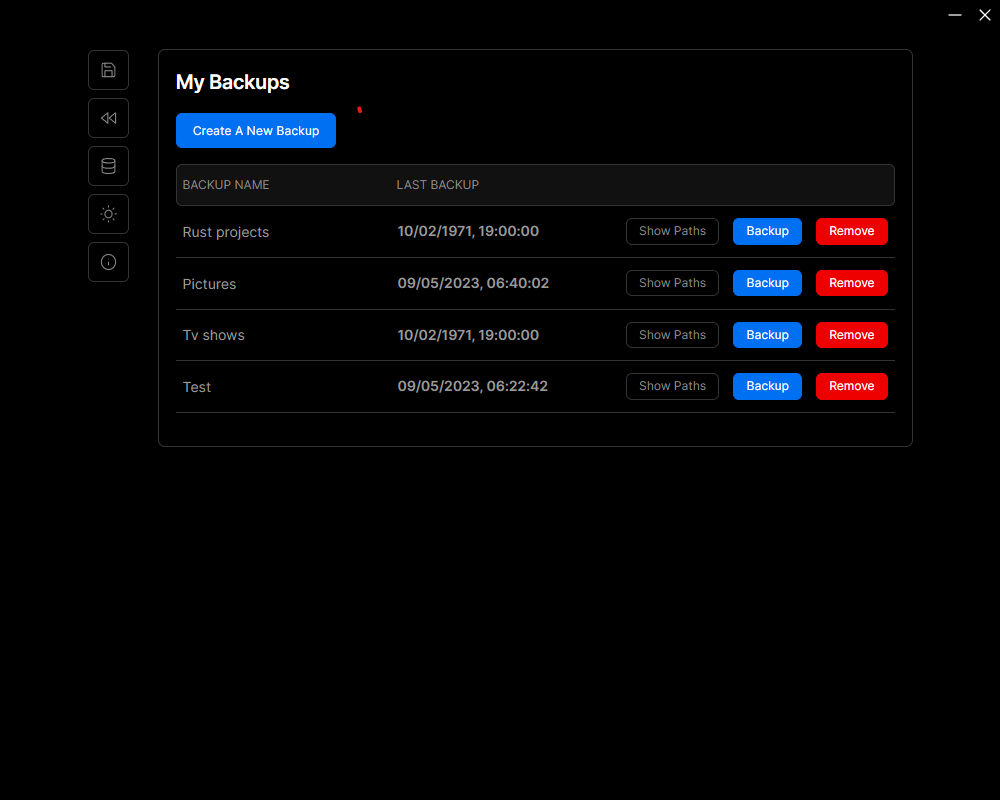 My Backups
Create A New Backup
BACKUP NAME LAST BACKUP
Rust projects 10/02/1971, 19:00:00 Show Paths Backup Remove
Pictures 09/05/2023, 06:40:02 Show Paths Backup Remove
Tv shows 10/02/1971, 19:00:00 Show Paths Backup Remove
Test 09/05/2023, 06:22:42 Show Paths Backup Remove